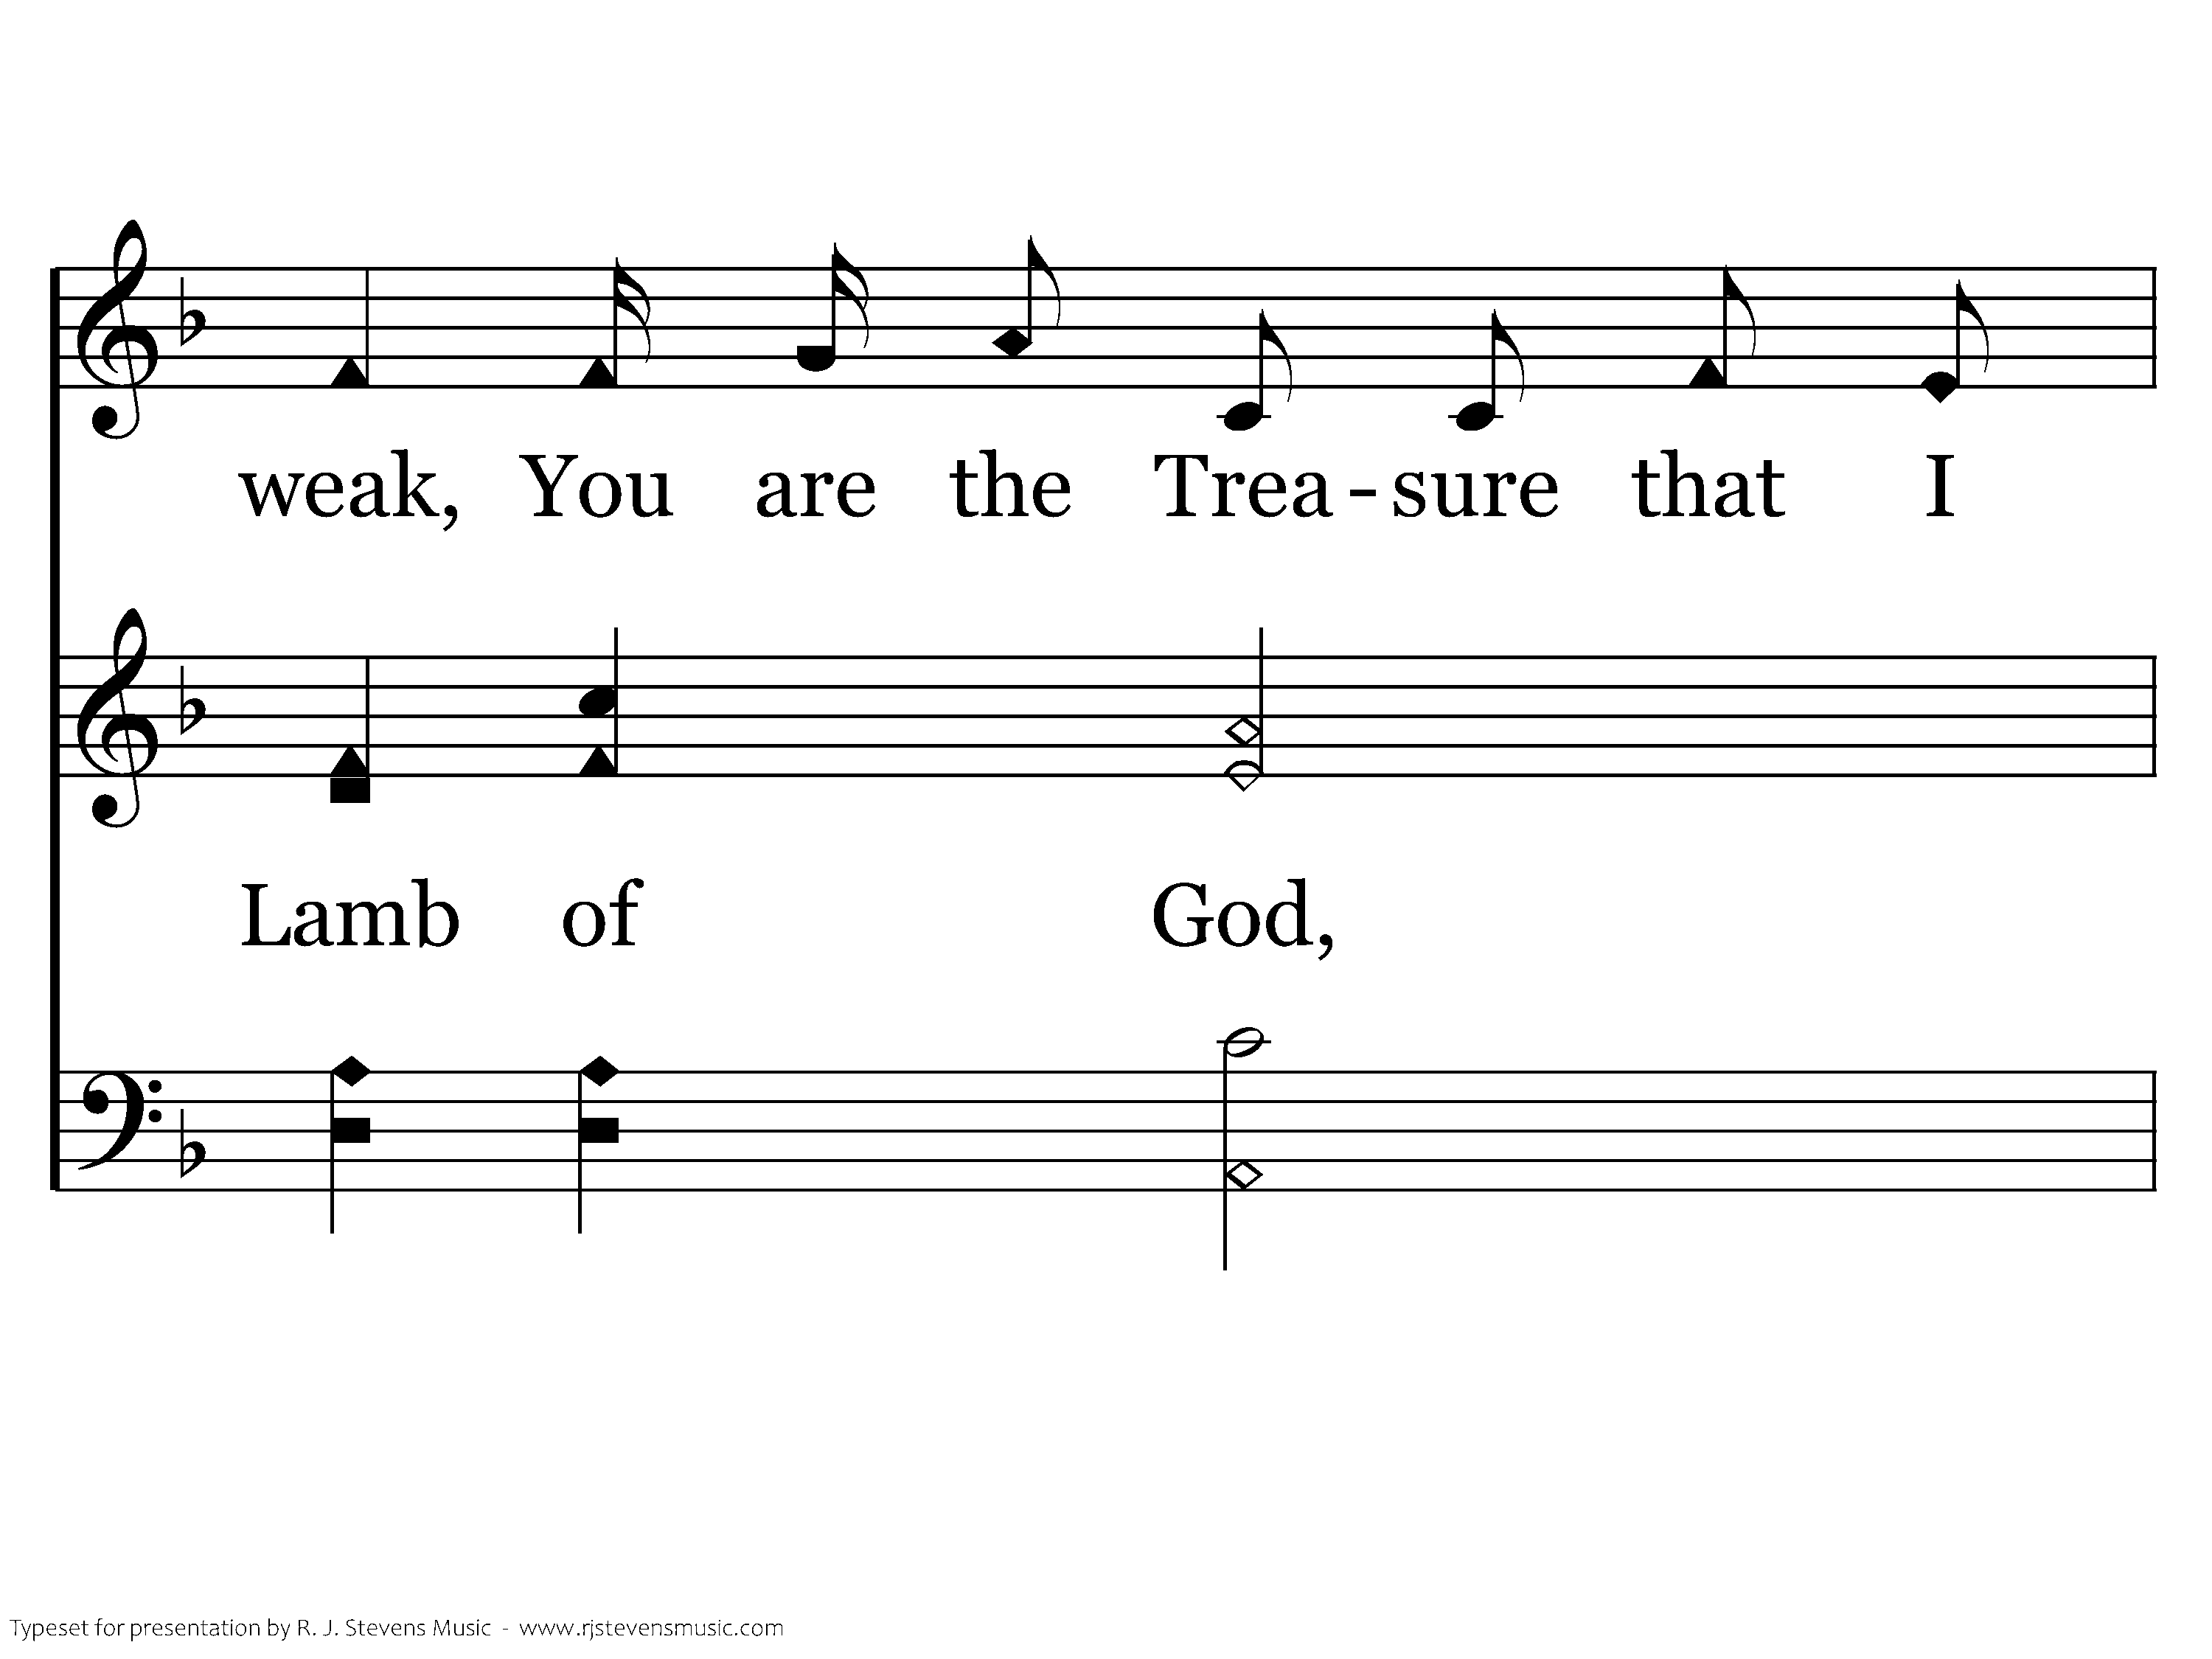 weak, You are the Trea-sure that I
Lamb of God,
Typeset for presentation by R. J. Stevens Music - www.rjstevensmusic.com